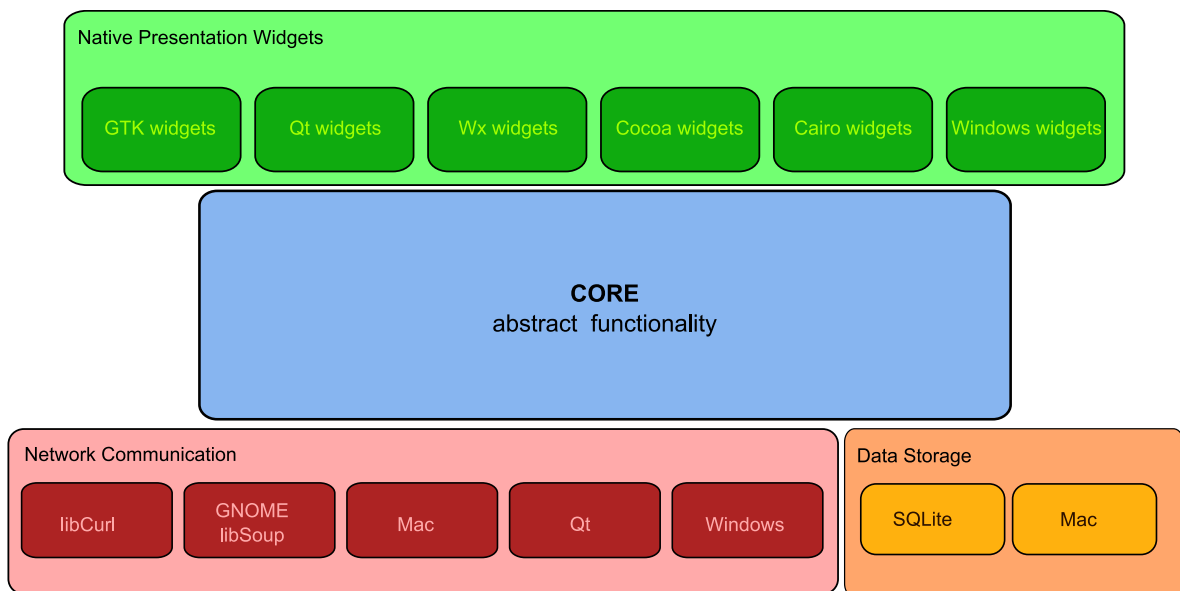 Native Presentation Widgets
GTK widgets
Qt widgets
Wx widgets
Cocoa widgets
Cairo widgets
Windows widgets
CORE
abstract  functionality
Network Communication
libCurl
GNOME
libSoup
Mac
Qt
Windows
Data Storage
SQLite
Mac